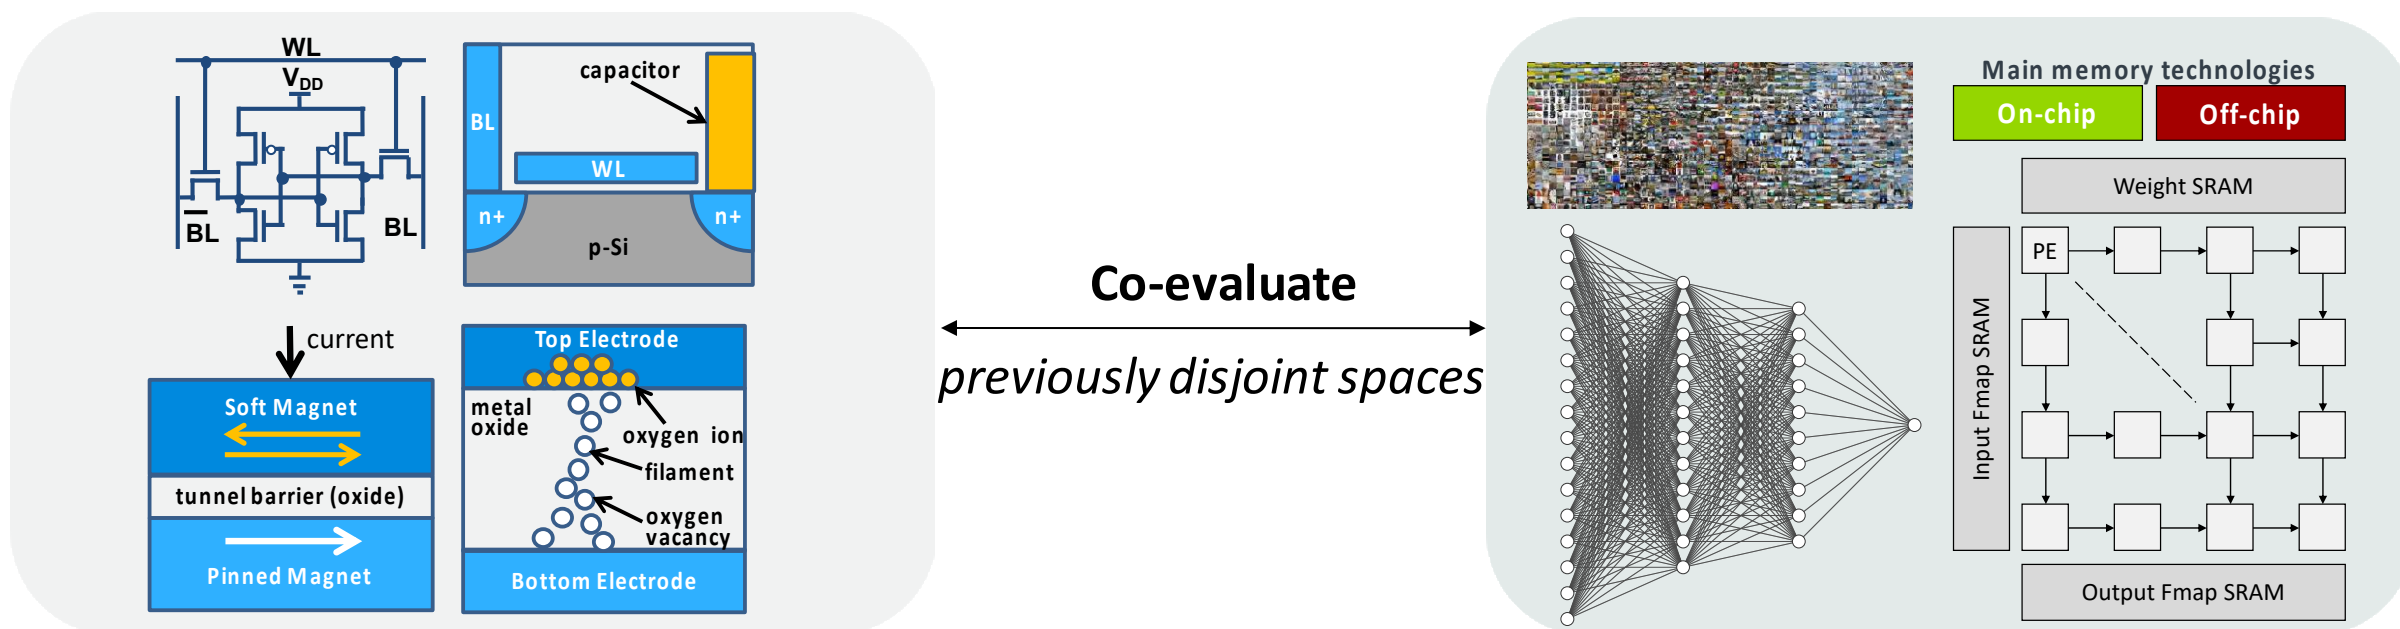 WL
VDD
BL
BL
capacitor
BL
WL
n+
n+
p-Si
current
Soft Magnet
tunnel barrier (oxide)
Pinned Magnet
Top Electrode
metal
oxide
oxygen ion
filament
oxygen
vacancy
Bottom Electrode
Co-evaluate
previously disjoint spaces
Main memory technologies
On-chip
Off-chip
Weight SRAM
Input Fmap SRAM
PE
Output Fmap SRAM